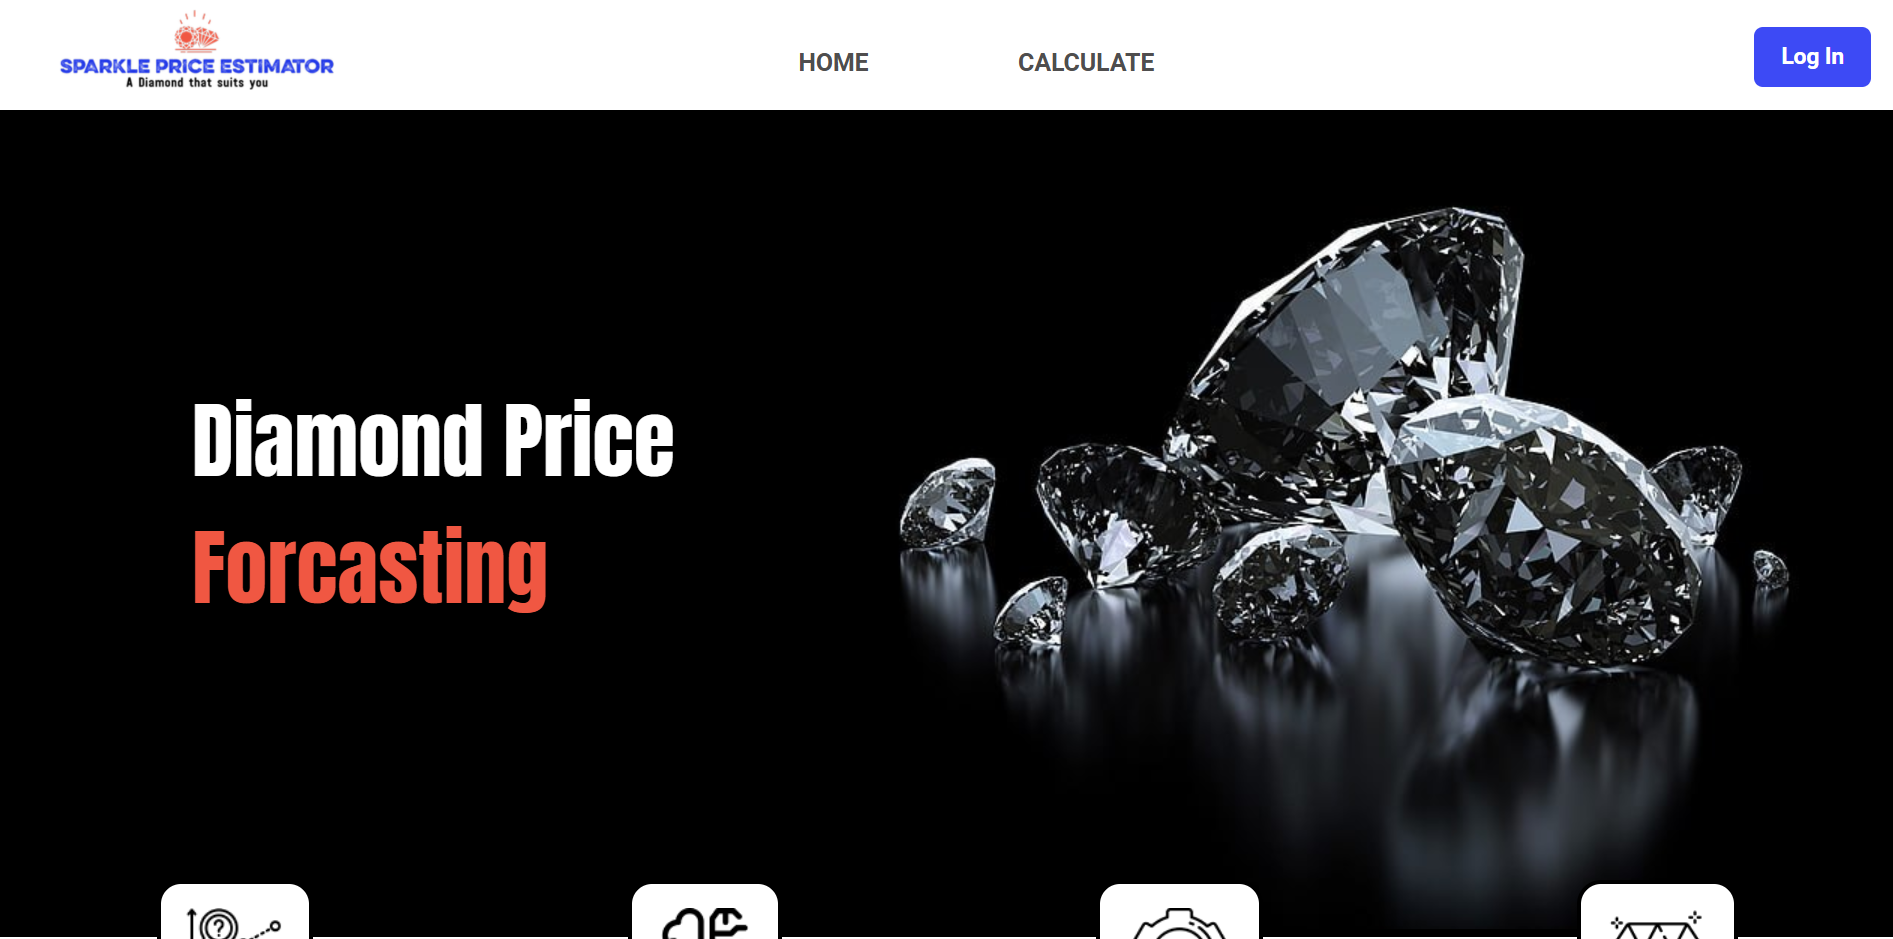 SPARKLE PRICE ESTIMATOR
A Diamond that suits you
HOME
CALCULATE
Log In
Diamond Price
Forcasting
?